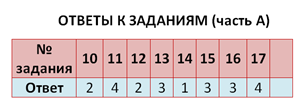 ОТВЕТЫ К ЗАДАНИЯМ (часть А)
№ задания 10 11 12 13 14 15 16 17
Ответ 2 4 2 3 1 3 3 4